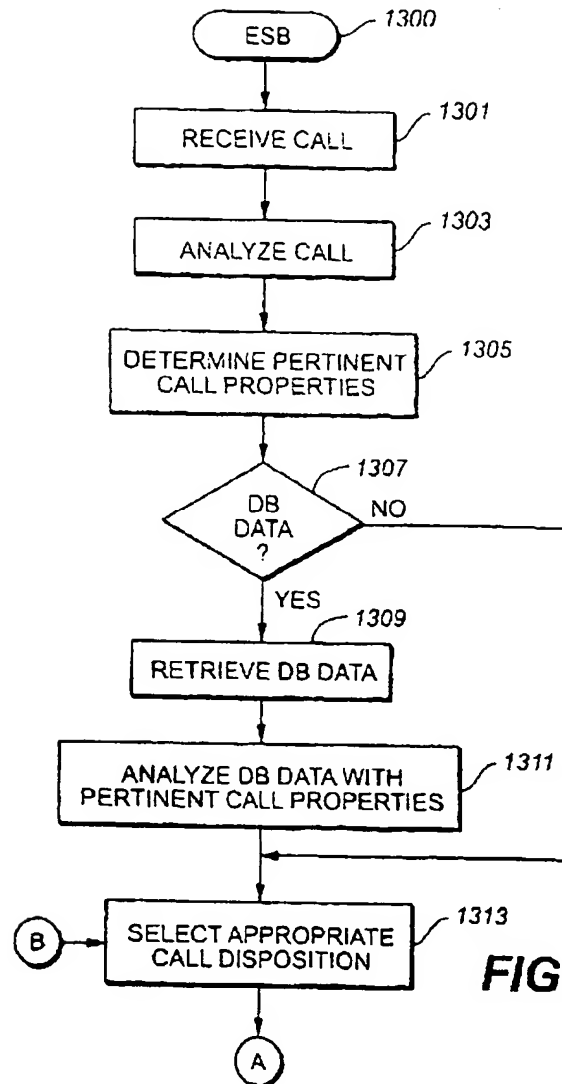 ESB
1300
RECEIVE CALL
1301
ANALYZE CALL
1303
DETERMINE PERTINENT
CALL PROPERTIES
1305
DB
DATA
?
1307
NO
YES
RETRIEVE DB DATA
1309
ANALYZE DB DATA WITH
PERTINENT CALL PROPERTIES
1311
B
SELECT APPROPRIATE
CALL DISPOSITION
1313
FIG
A